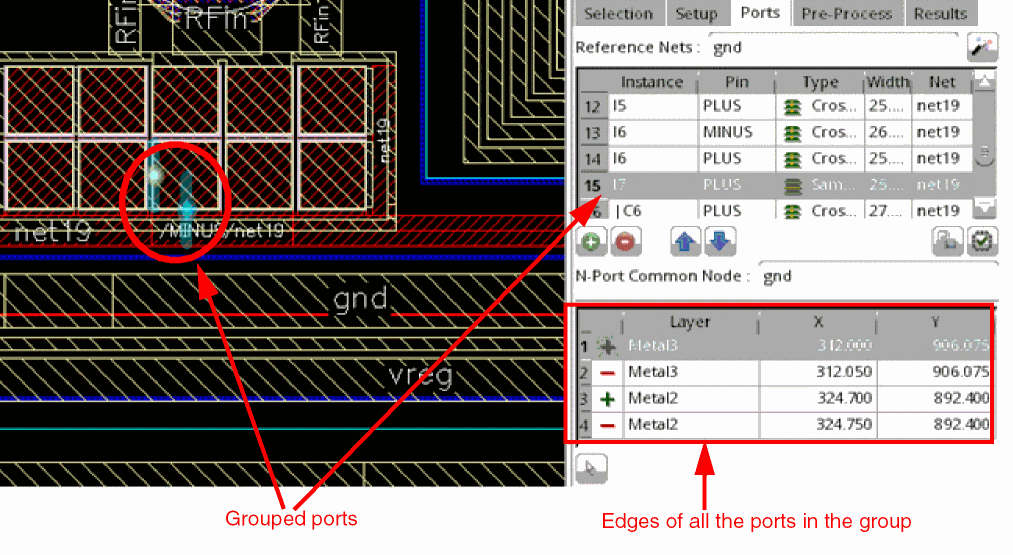 RFin
RFin
RFin
net19
net19
/MINUS/net19
gnd
vreg
Selection Setup Ports Pre-Process Results
Reference Nets : gnd
Instance Pin Type Width Net
12 I5 PLUS Cros... 25.... net19
13 I6 MINUS Cros... 26.... net19
14 I6 PLUS Cros... 25.... net19
15 I7 PLUS Sam... 25.... net19
6 |C6 PLUS Cros... 27.... net19
N-Port Common Node : gnd
Layer X Y
1 + Metal3 312.000 906.075
2 − Metal3 312.050 906.075
3 + Metal2 324.700 892.400
4 − Metal2 324.750 892.400
Grouped ports
Edges of all the ports in the group